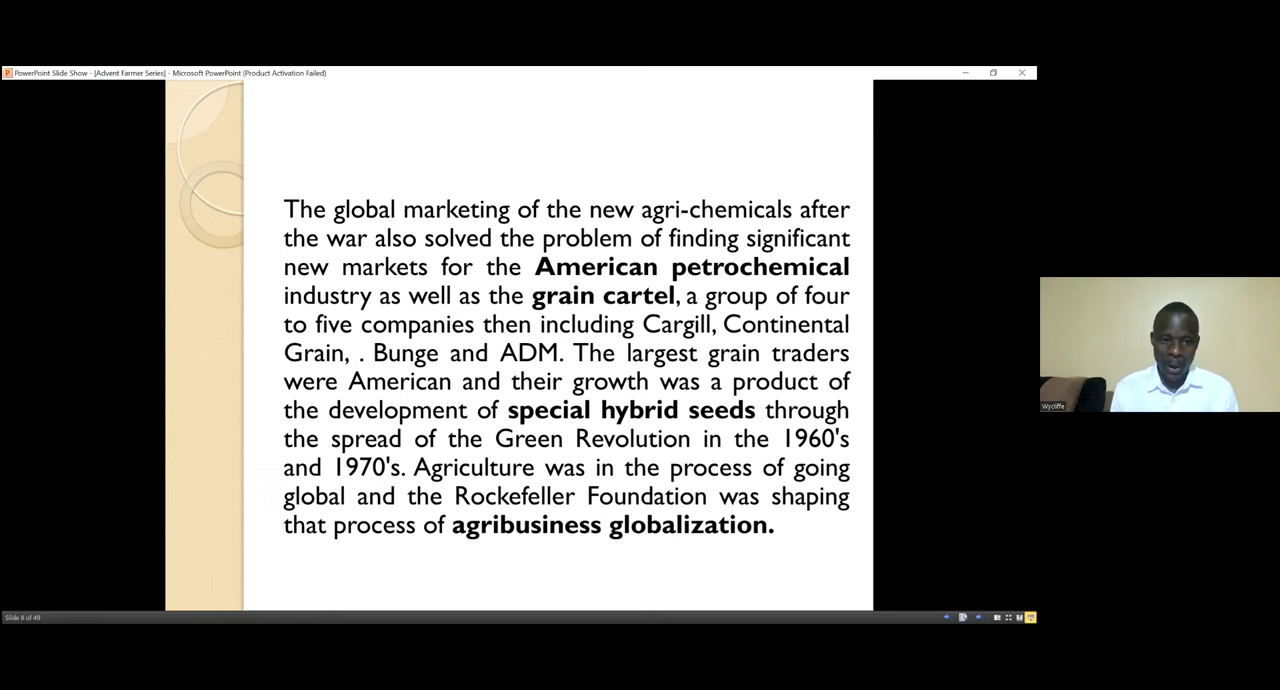 PowerPoint Slide Show - [Advent Farmer Series] - Microsoft PowerPoint (Product Activation Failed)
The global marketing of the new agri-chemicals after
the war also solved the problem of finding significant
new markets for the American petrochemical
industry as well as the grain cartel, a group of four
to five companies then including Cargill, Continental
Grain, . Bunge and ADM. The largest grain traders
were American and their growth was a product of
the development of special hybrid seeds through
the spread of the Green Revolution in the 1960's
and 1970's. Agriculture was in the process of going
global and the Rockefeller Foundation was shaping
that process of agribusiness globalization.
Wycliffe
Slide 8 of 49